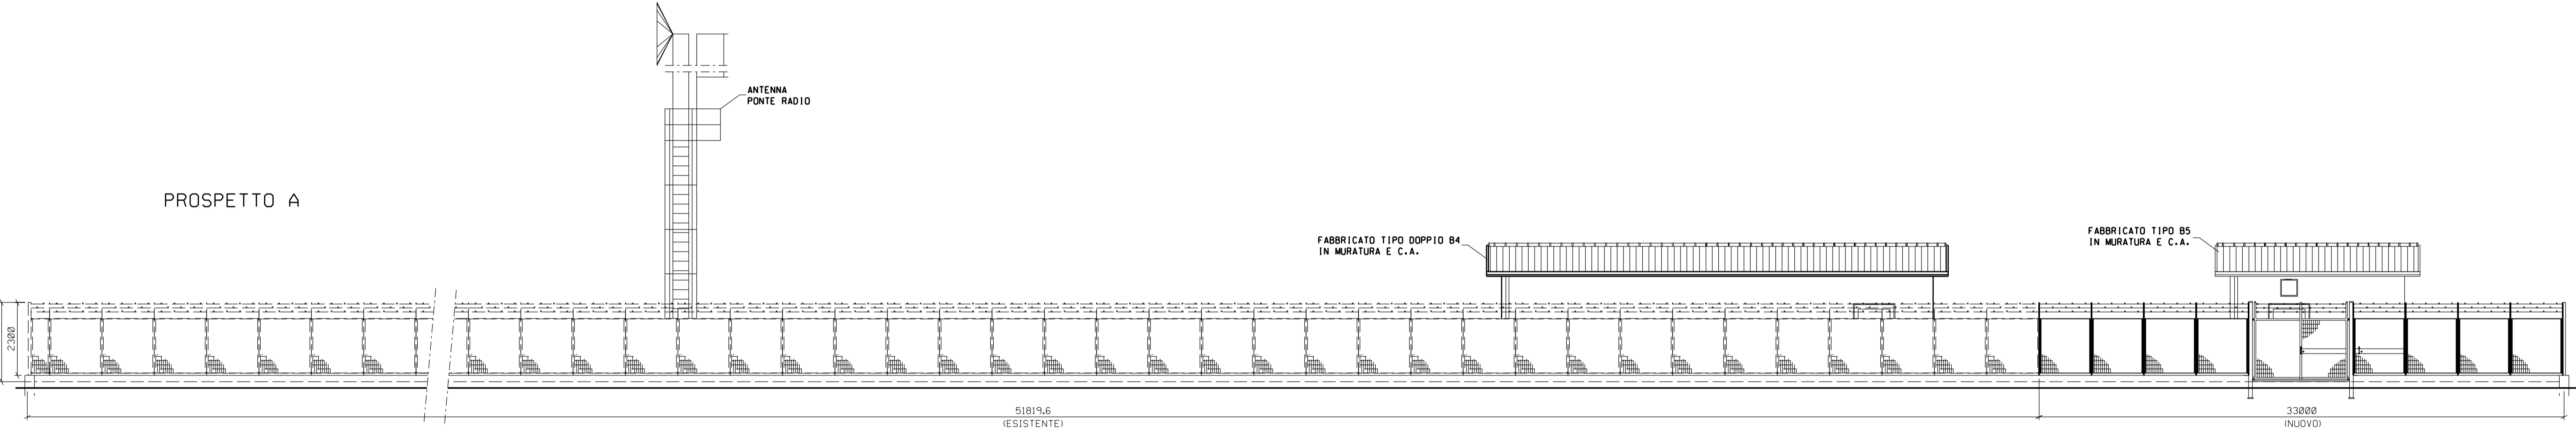 ANTENNA
PONTE RADIO
PROSPETTO A
FABBRICATO TIPO DOPPIO B4
IN MURATURA E C.A.
FABBRICATO TIPO B5
IN MURATURA E C.A.
2300
51819.6
(ESISTENTE)
33000
(NUOVO)